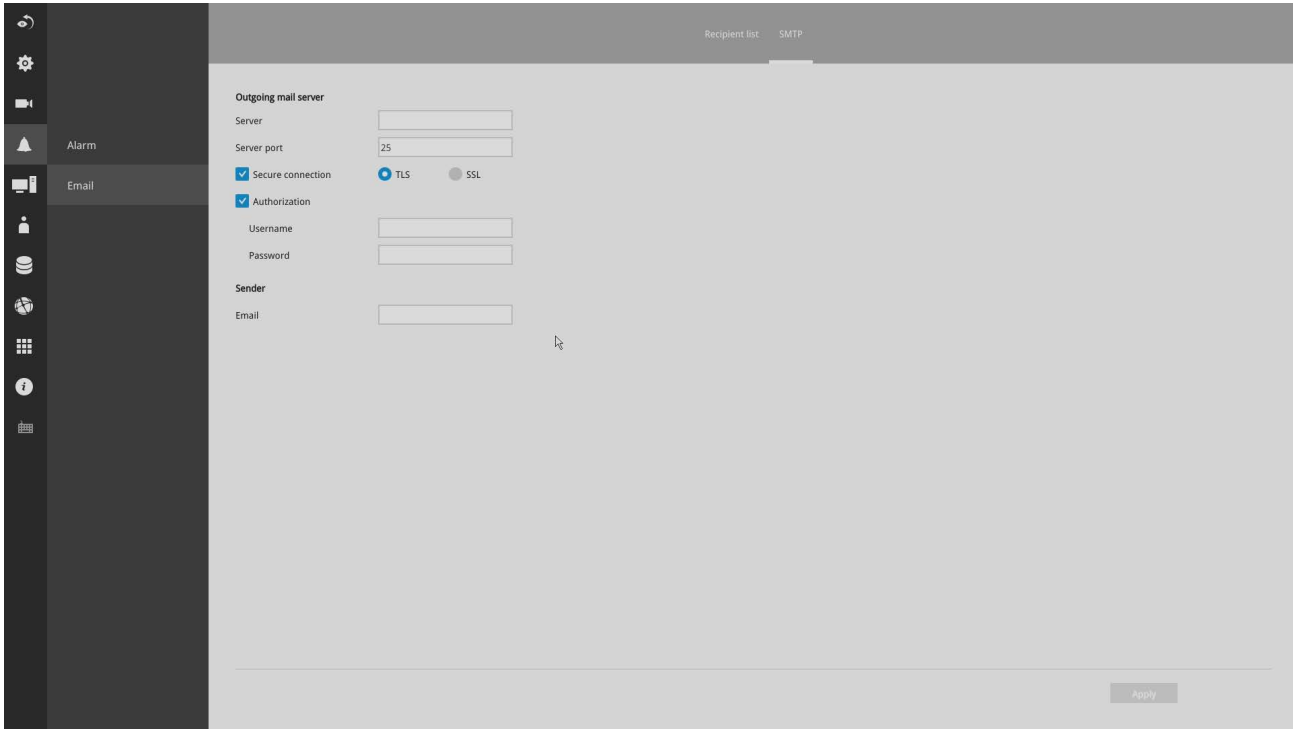 Recipient list SMTP
Outgoing mail server
Server
Server port 25
Alarm
Secure connection TLS SSL
Email
Authorization
Username
Password
Sender
Email
Apply